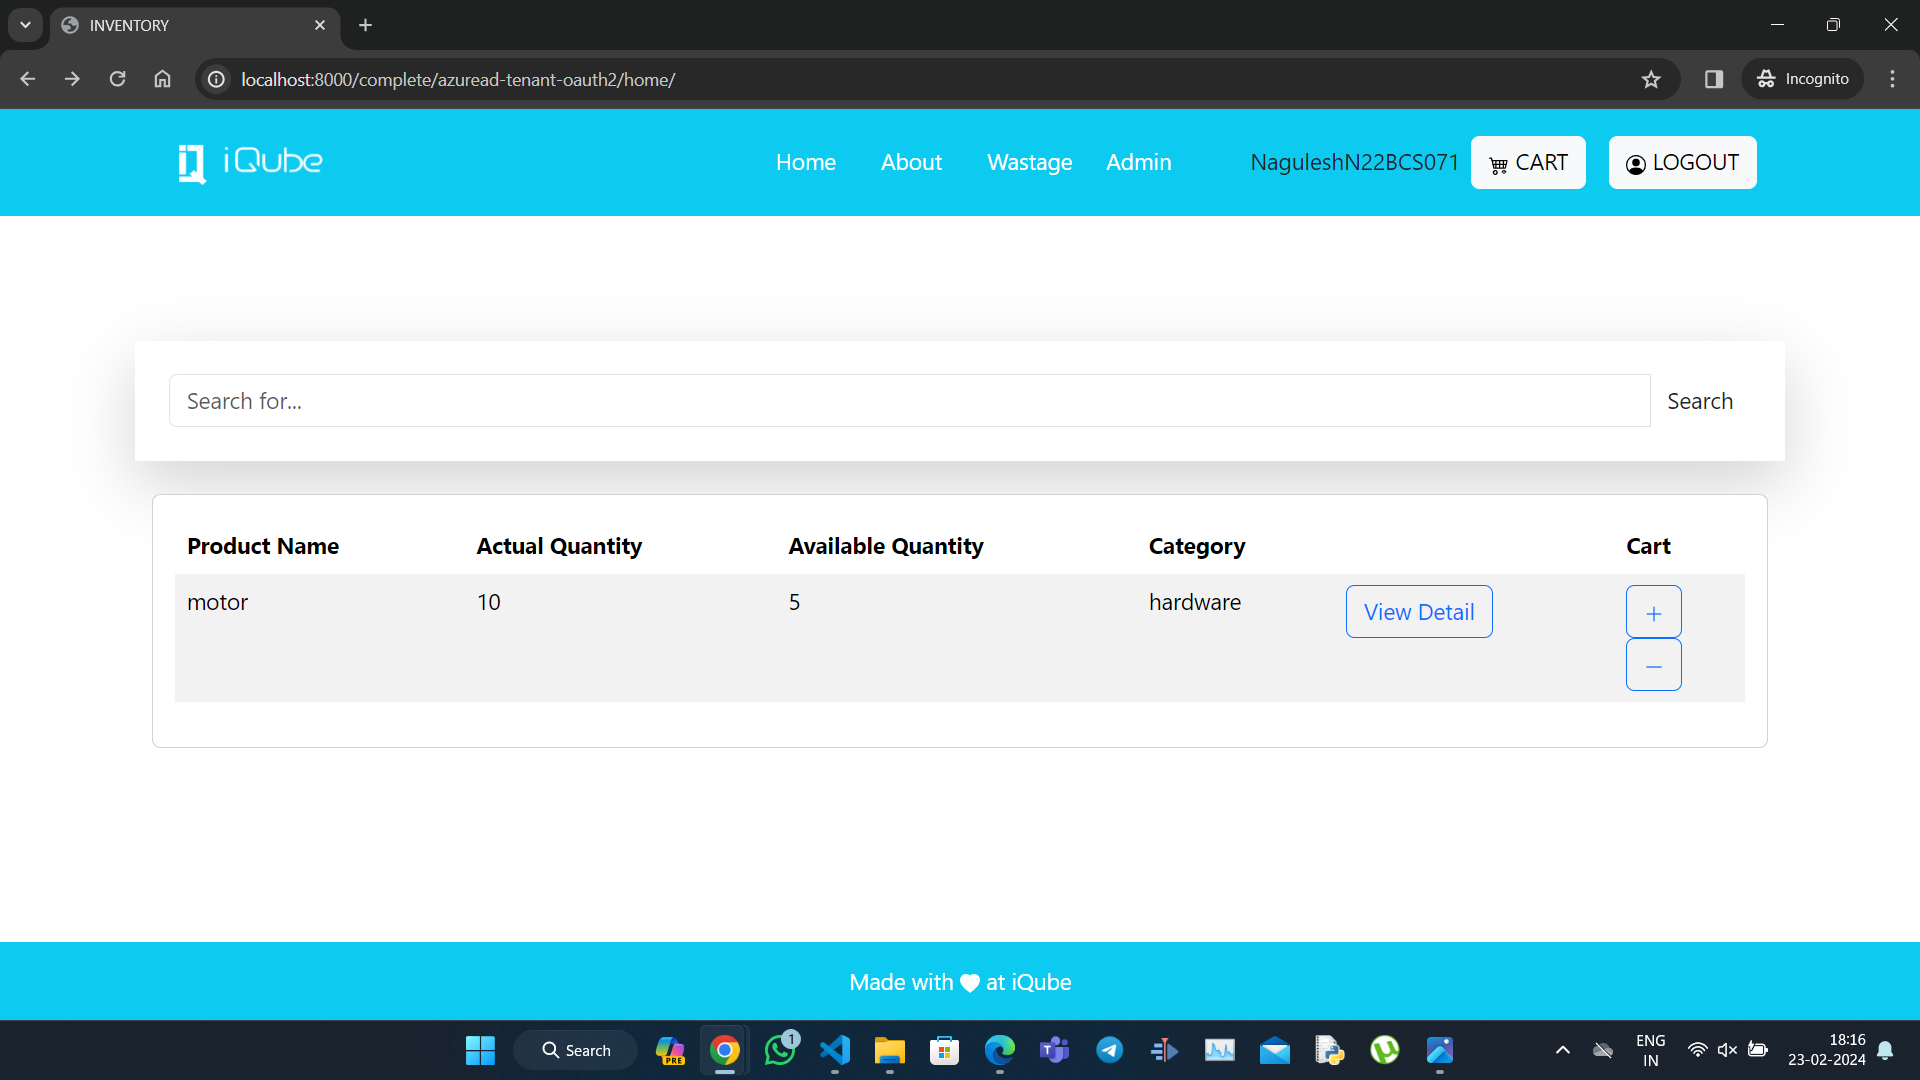 INVENTORY
localhost:8000/complete/azuread-tenant-oauth2/home/
Incognito
iQube
Home About Wastage Admin NaguleshN22BCS071 CART LOGOUT
Search for... Search
Product Name Actual Quantity Available Quantity Category Cart
motor 10 5 hardware View Detail +
−
Made with at iQube
Search
PRE
1
ENG
IN
18:16
23-02-2024